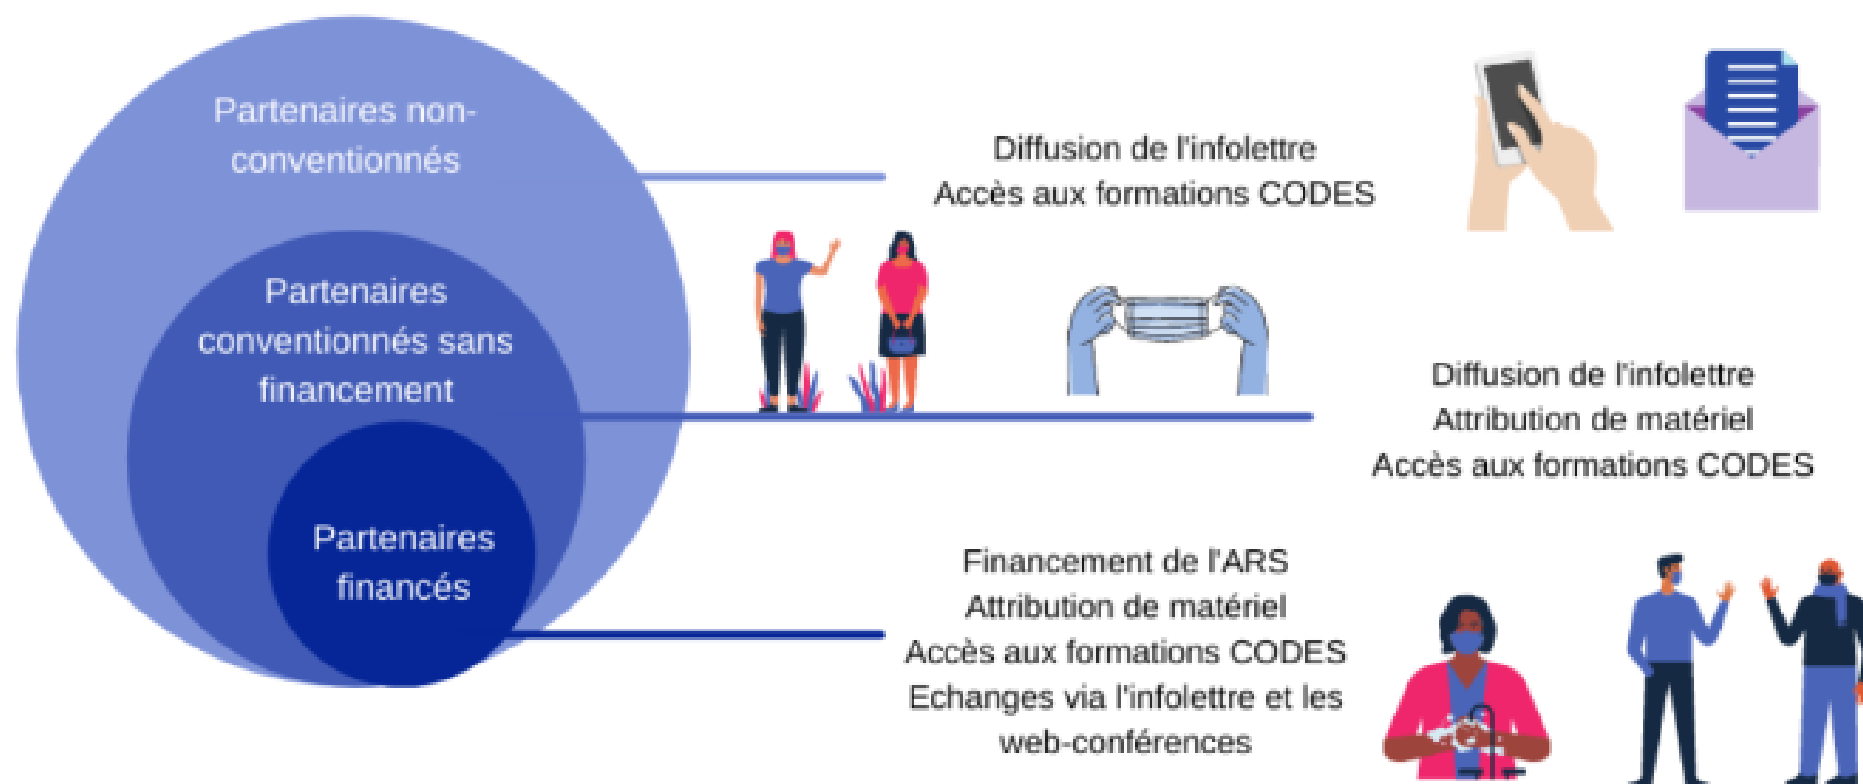 Partenaires non-
conventionnés
Diffusion de l'infolettre
Accès aux formations CODES
Partenaires
conventionnés sans
financement
Diffusion de l'infolettre
Attribution de matériel
Accès aux formations CODES
Partenaires
financés
Financement de l'ARS
Attribution de matériel
Accès aux formations CODES
Echanges via l'infolettre et les
web-conférences